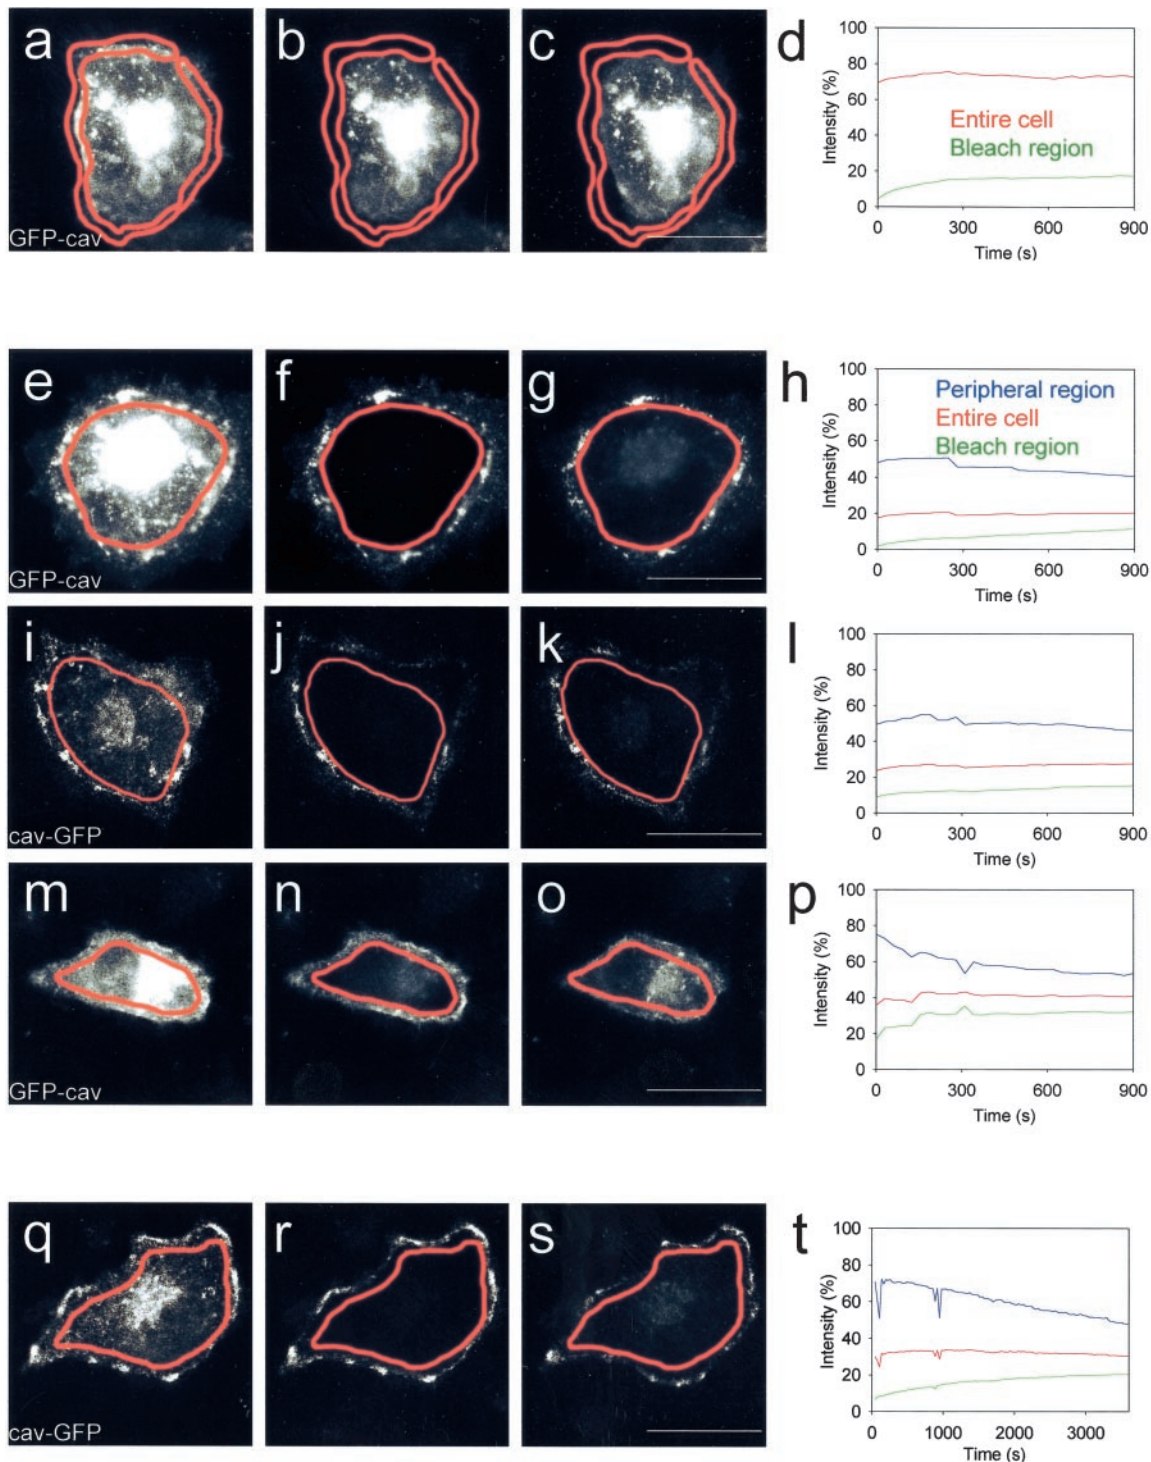 a
b
c
d
GFP-cav
100
80
60
40
20
0
Intensity (%)
Entire cell
Bleach region
0 300 600 900
Time (s)
e
f
g
h
GFP-cav
100
80
60
40
20
0
Intensity (%)
Peripheral region
Entire cell
Bleach region
0 300 600 900
Time (s)
i
j
k
l
cav-GFP
100
80
60
40
20
0
Intensity (%)
0 300 600 900
Time (s)
m
n
o
p
GFP-cav
100
80
60
40
20
0
Intensity (%)
0 300 600 900
Time (s)
q
r
s
t
cav-GFP
100
80
60
40
20
0
Intensity (%)
0 1000 2000 3000
Time (s)